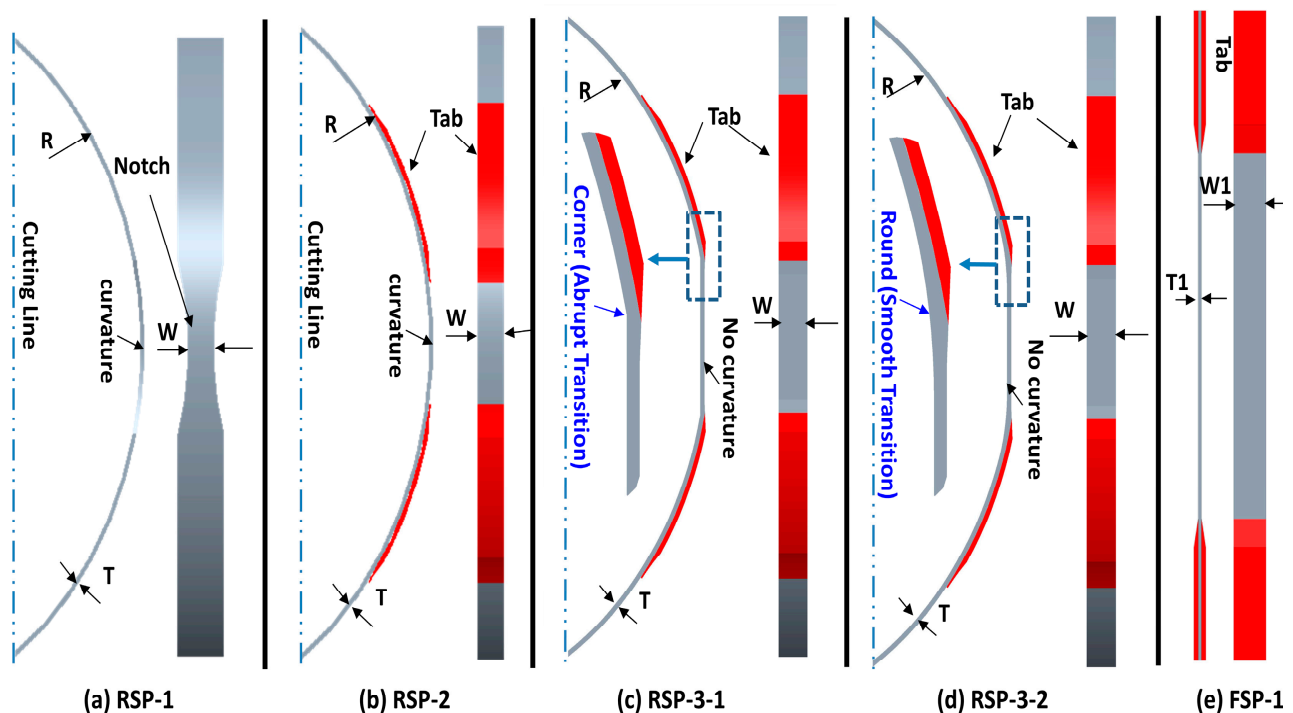 R
Notch
Cutting Line
curvature
W
T
(a) RSP-1
R
Tab
Cutting Line
curvature
W
T
(b) RSP-2
R
Tab
Corner (Abrupt Transition)
No curvature
W
T
(c) RSP-3-1
R
Tab
Round (Smooth Transition)
No curvature
W
T
(d) RSP-3-2
Tab
W1
T1
(e) FSP-1